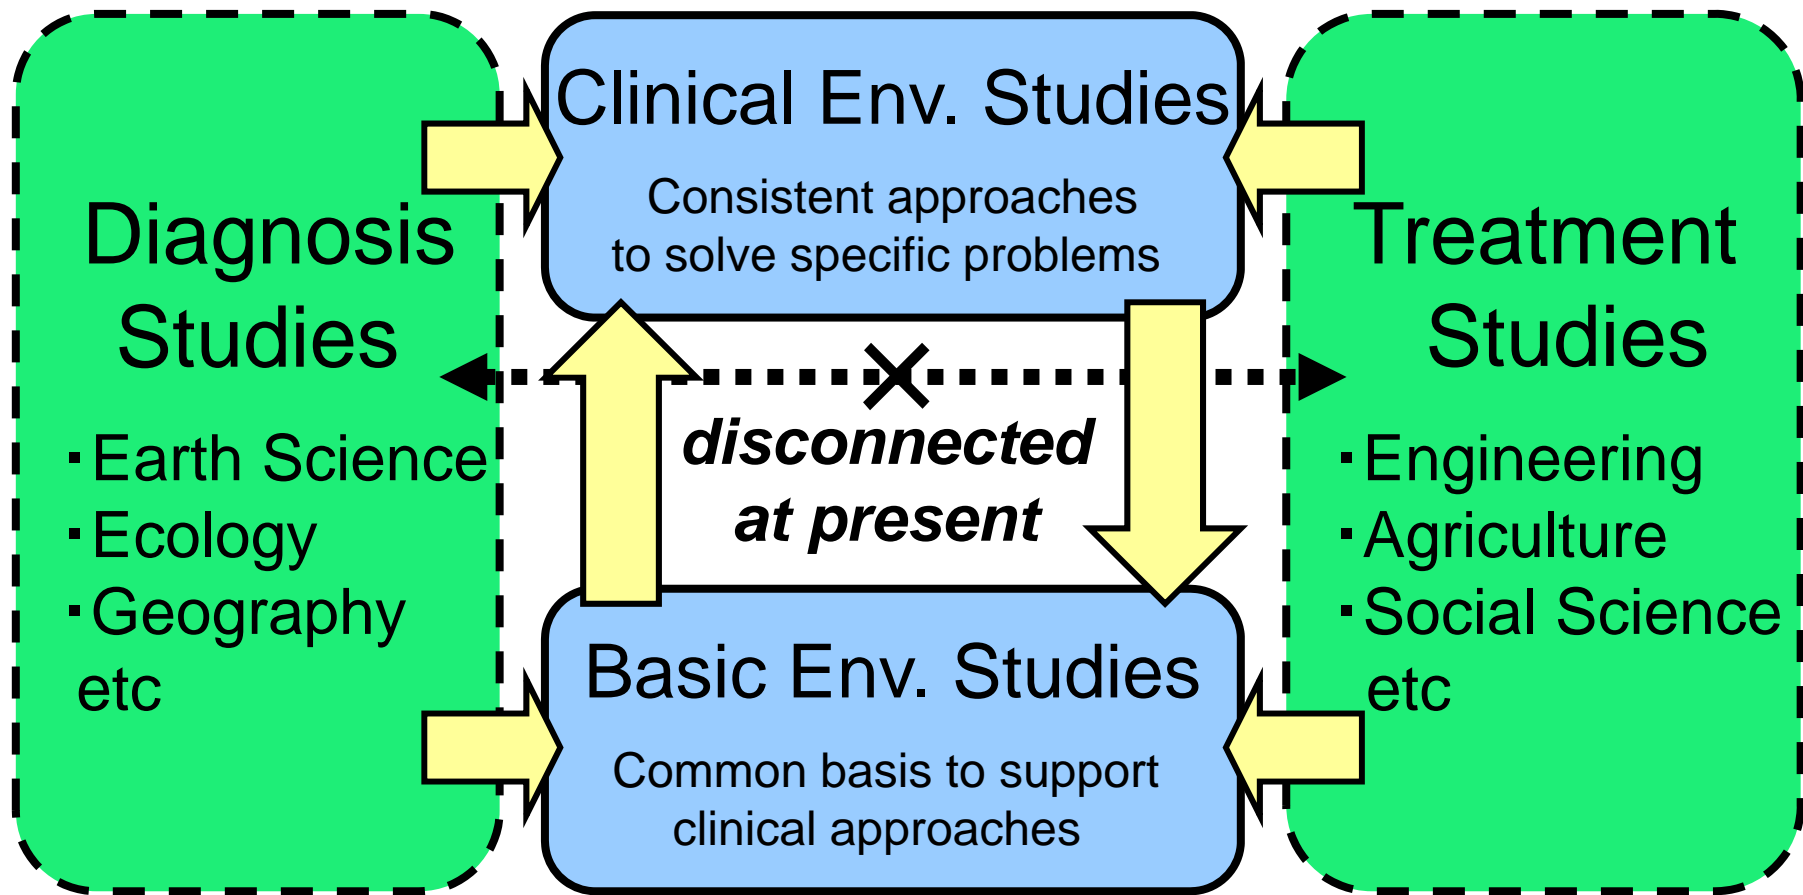 Diagnosis
Studies
・Earth Science
・Ecology
・Geography
etc
Clinical Env. Studies
Consistent approaches
to solve specific problems
disconnected
at present
Basic Env. Studies
Common basis to support
clinical approaches
Treatment
Studies
・Engineering
・Agriculture
・Social Science
etc